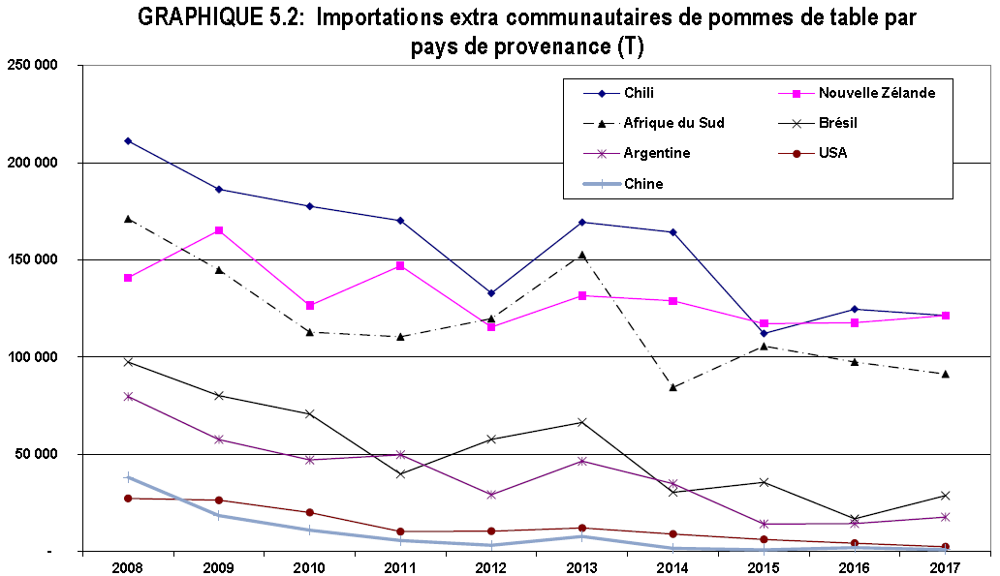 GRAPHIQUE 5.2: Importations extra communautaires de pommes de table par
pays de provenance (T)
250 000
200 000
150 000
100 000
50 000
-
Chili
Nouvelle Zélande
Afrique du Sud
Brésil
Argentine
USA
Chine
2008 2009 2010 2011 2012 2013 2014 2015 2016 2017